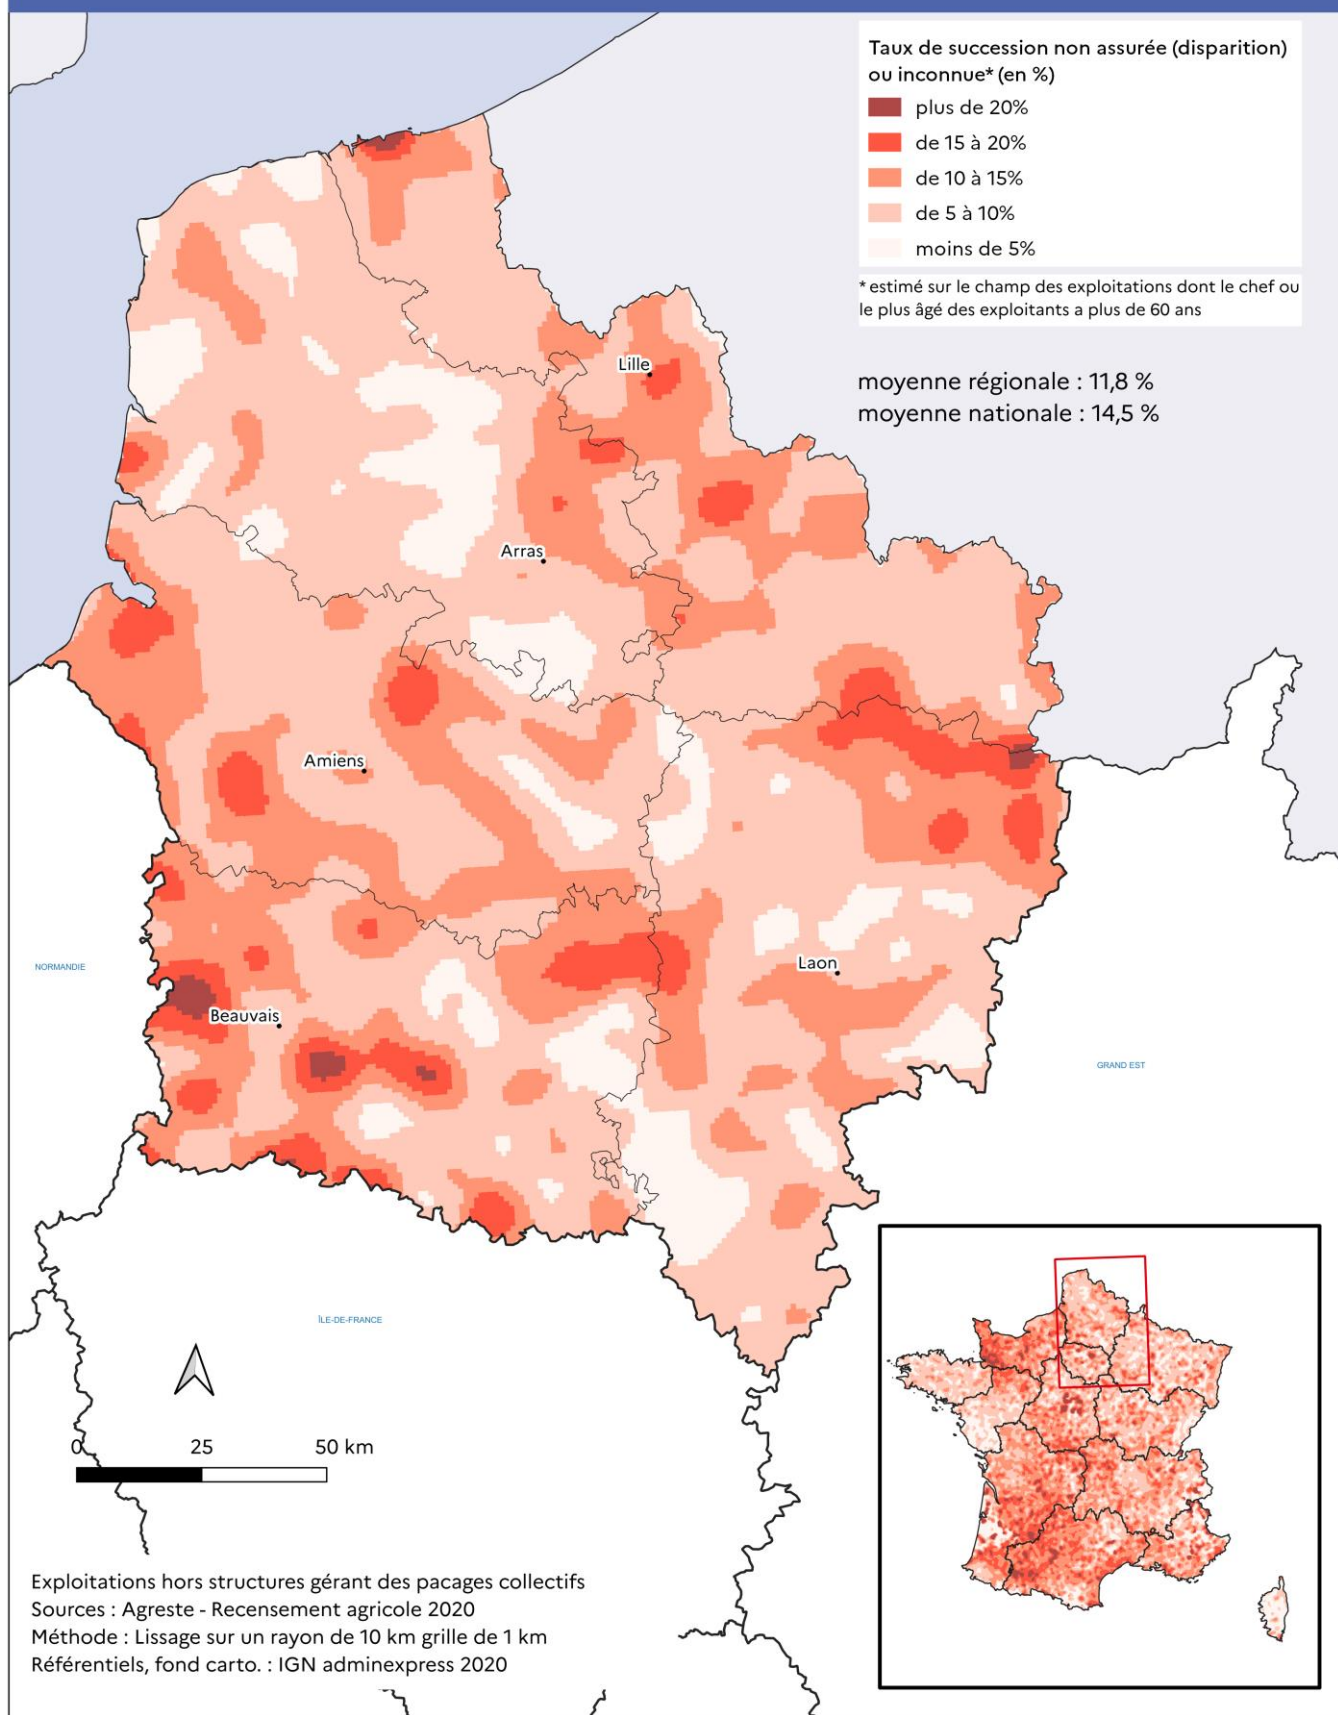 Taux de succession non assurée (disparition)
ou inconnue* (en %)
plus de 20%
de 15 à 20%
de 10 à 15%
de 5 à 10%
moins de 5%
* estimé sur le champ des exploitations dont le chef ou
le plus âgé des exploitants a plus de 60 ans
moyenne régionale : 11,8 %
moyenne nationale : 14,5 %
Lille
Arras
Amiens
Laon
NORMANDIE
Beauvais
GRAND EST
ÎLE-DE-FRANCE
0 25 50 km
Exploitations hors structures gérant des pacages collectifs
Sources : Agreste - Recensement agricole 2020
Méthode : Lissage sur un rayon de 10 km grille de 1 km
Référentiels, fond carto. : IGN adminexpress 2020